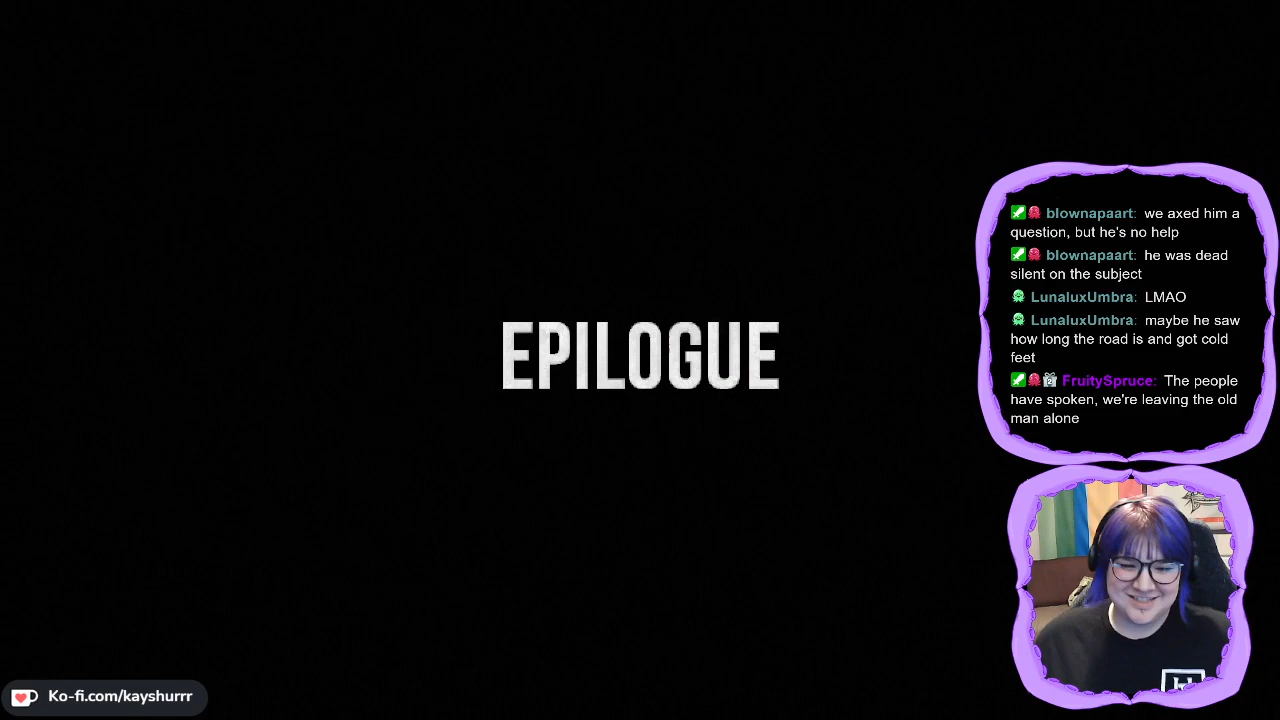 EPILOGUE
blownapaart: we axed him a
question, but he's no help
blownapaart: he was dead
silent on the subject
LunaluxUmbra: LMAO
LunaluxUmbra: maybe he saw
how long the road is and got cold
feet
FruitySpruce: The people
have spoken, we're leaving the old
man alone
Ko-fi.com/kayshurrr